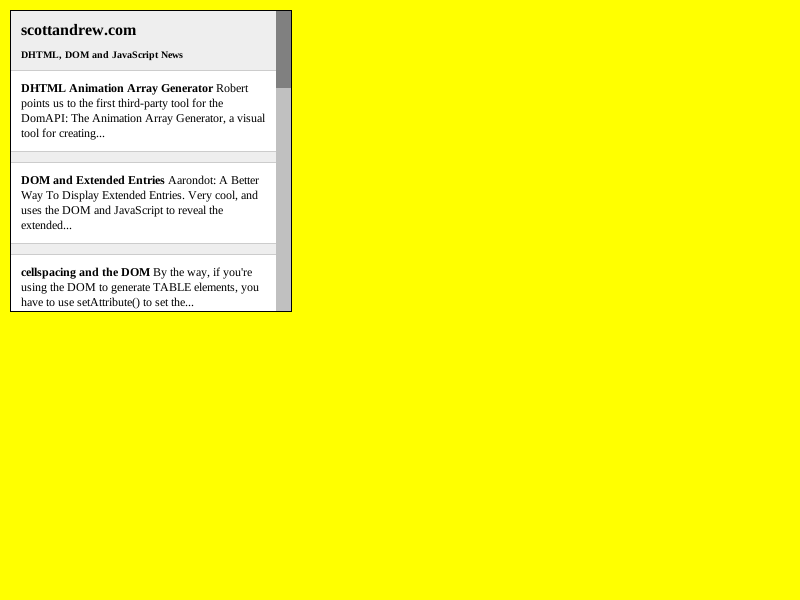 scottandrew.com
DHTML, DOM and JavaScript News
DHTML Animation Array Generator Robert
points us to the first third-party tool for the
DomAPI: The Animation Array Generator, a visual
tool for creating...
DOM and Extended Entries Aarondot: A Better
Way To Display Extended Entries. Very cool, and
uses the DOM and JavaScript to reveal the
extended...
cellspacing and the DOM By the way, if you're
using the DOM to generate TABLE elements, you
have to use setAttribute() to set the...